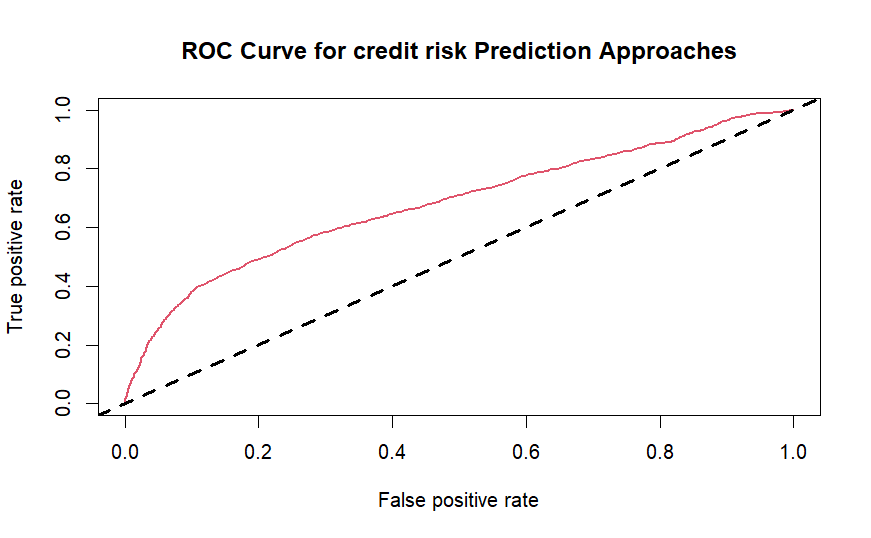 ROC Curve for credit risk Prediction Approaches
True positive rate
1.0
0.8
0.6
0.4
0.2
0.0
0.0 0.2 0.4 0.6 0.8 1.0
False positive rate